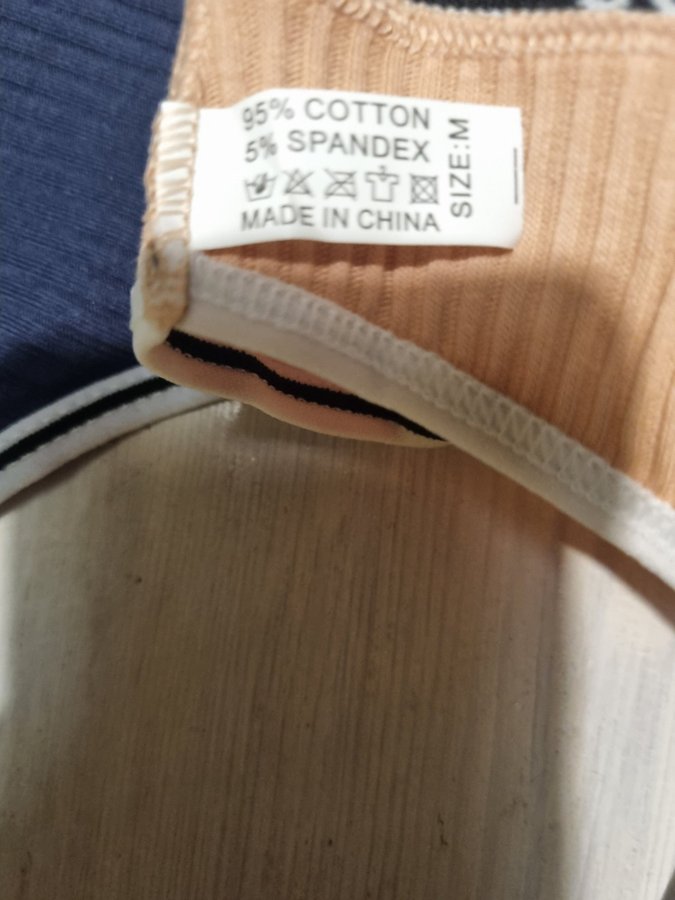 95% COTTON
5% SPANDEX
MADE IN CHINA
SIZE:M